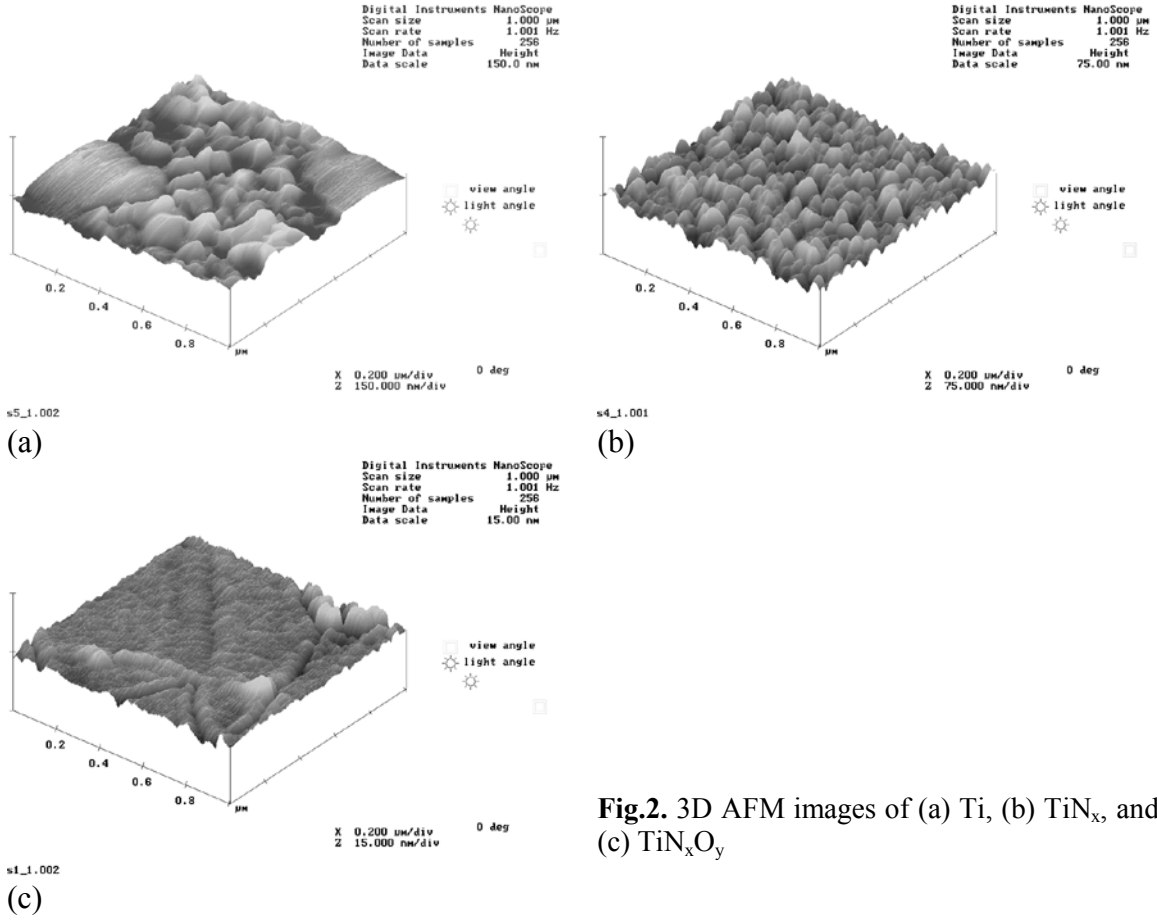 Digital Instruments NanoScope
Scan size 1.000 µm
Scan rate 1.001 Hz
Number of samples 256
Image Data Height
Data scale 150.0 nm
view angle
light angle
0.2
0.4
0.6
0.8
µm
X 0.200 µm/div
Z 150.000 nm/div
0 deg
s5_1.002
(a)
Digital Instruments NanoScope
Scan size 1.000 µm
Scan rate 1.001 Hz
Number of samples 256
Image Data Height
Data scale 75.00 nm
view angle
light angle
0.2
0.4
0.6
0.8
µm
X 0.200 µm/div
Z 75.000 nm/div
0 deg
s4_1.001
(b)
Digital Instruments NanoScope
Scan size 1.000 µm
Scan rate 1.001 Hz
Number of samples 256
Image Data Height
Data scale 15.00 nm
view angle
light angle
0.2
0.4
0.6
0.8
µm
X 0.200 µm/div
Z 15.000 nm/div
0 deg
s1_1.002
(c)
Fig.2. 3D AFM images of (a) Ti, (b) TiNₓ, and
(c) TiNₓOᵧ